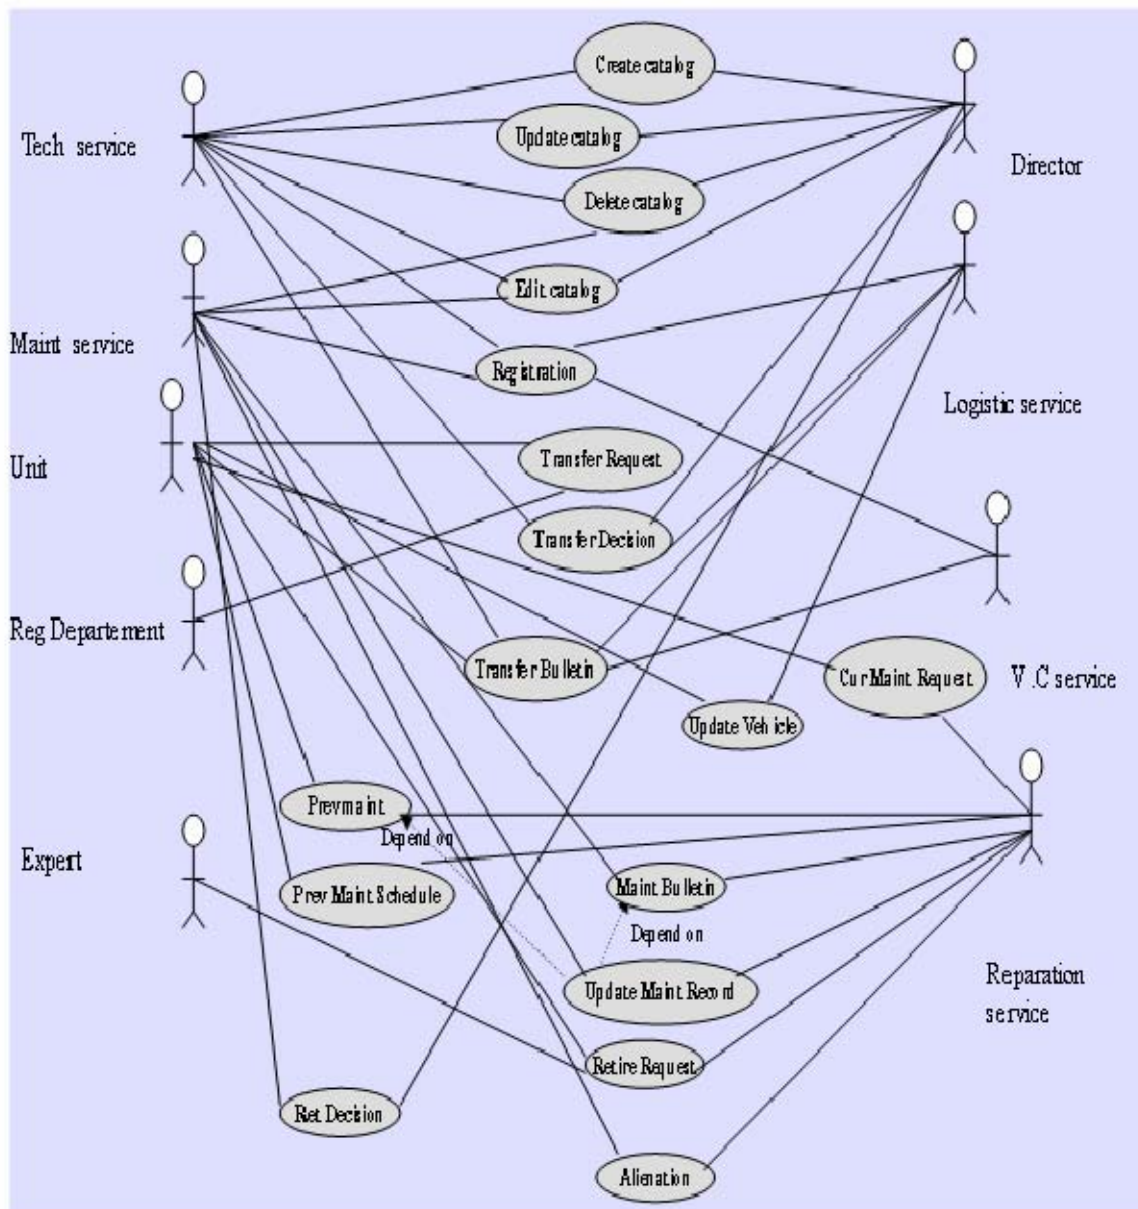 Create catalog
Tech service
Update catalog
Director
Delete catalog
Edit catalog
Maint service
Registration
Logistic service
Unit
Transfer Request
Transfer Decision
Reg Departement
Transfer Bulletin
Cur Maint Request
V .C service
Update Vehicle
Prev maint
Depend on
Expert
Prev Maint Schedule
Maint Bulletin
Depend on
Update Maint Record
Reparation
service
Retire Request
Ret Decision
Alienation